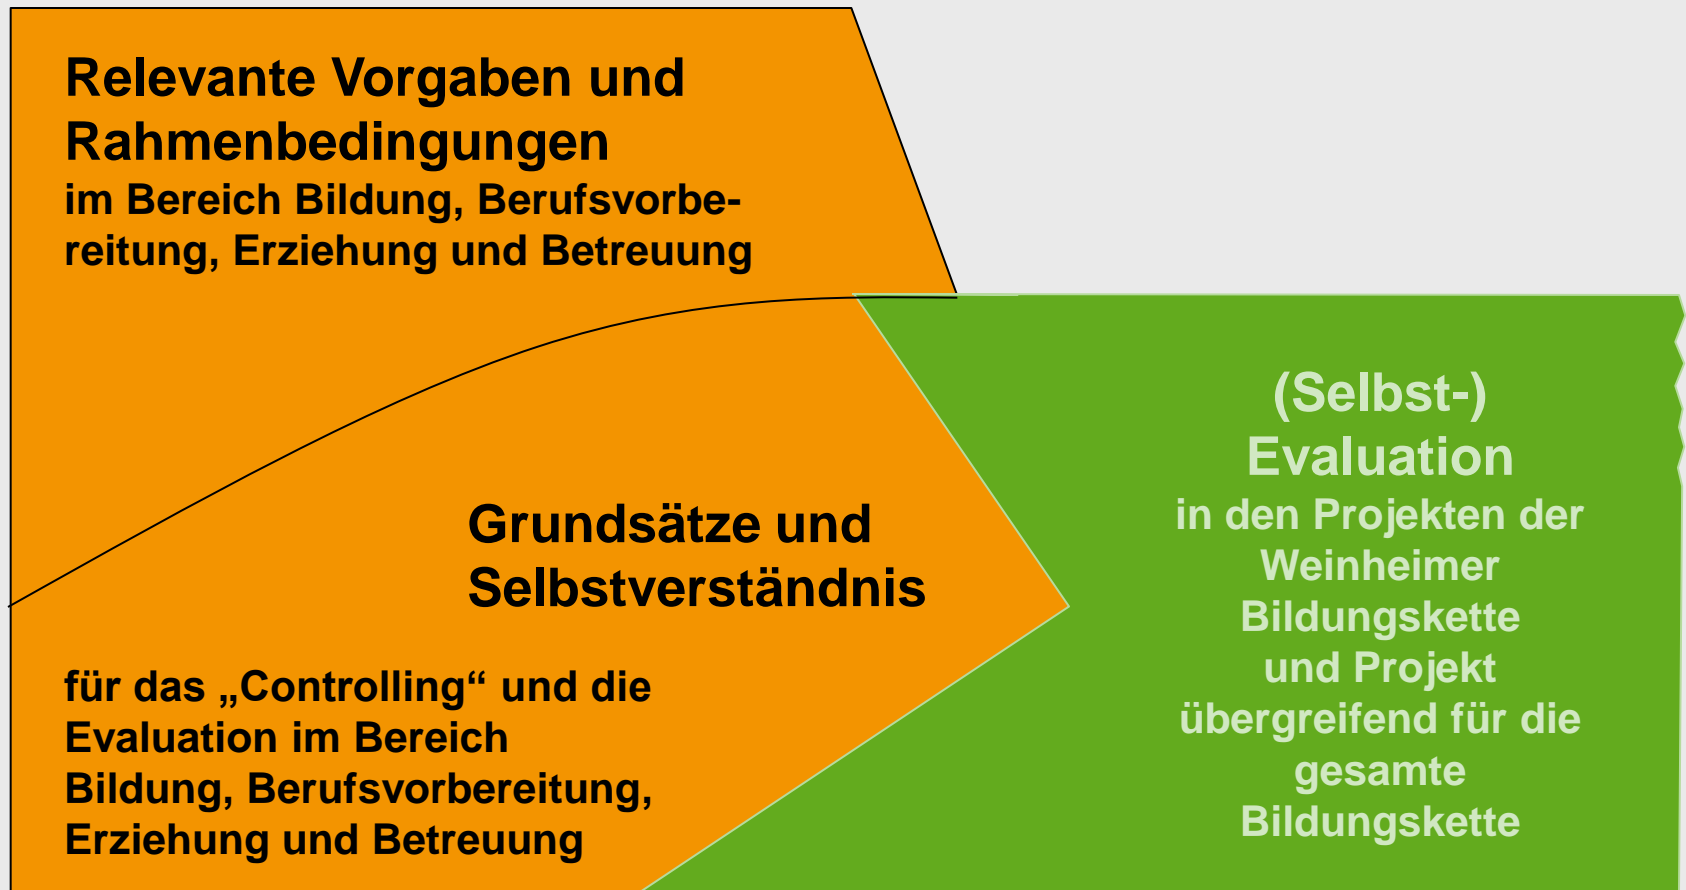 Relevante Vorgaben und
Rahmenbedingungen
im Bereich Bildung, Berufsvorbe-
reitung, Erziehung und Betreuung
Grundsätze und
Selbstverständnis
für das „Controlling“ und die
Evaluation im Bereich
Bildung, Berufsvorbereitung,
Erziehung und Betreuung
(Selbst-)
Evaluation
in den Projekten der
Weinheimer
Bildungskette
und Projekt
übergreifend für die
gesamte
Bildungskette